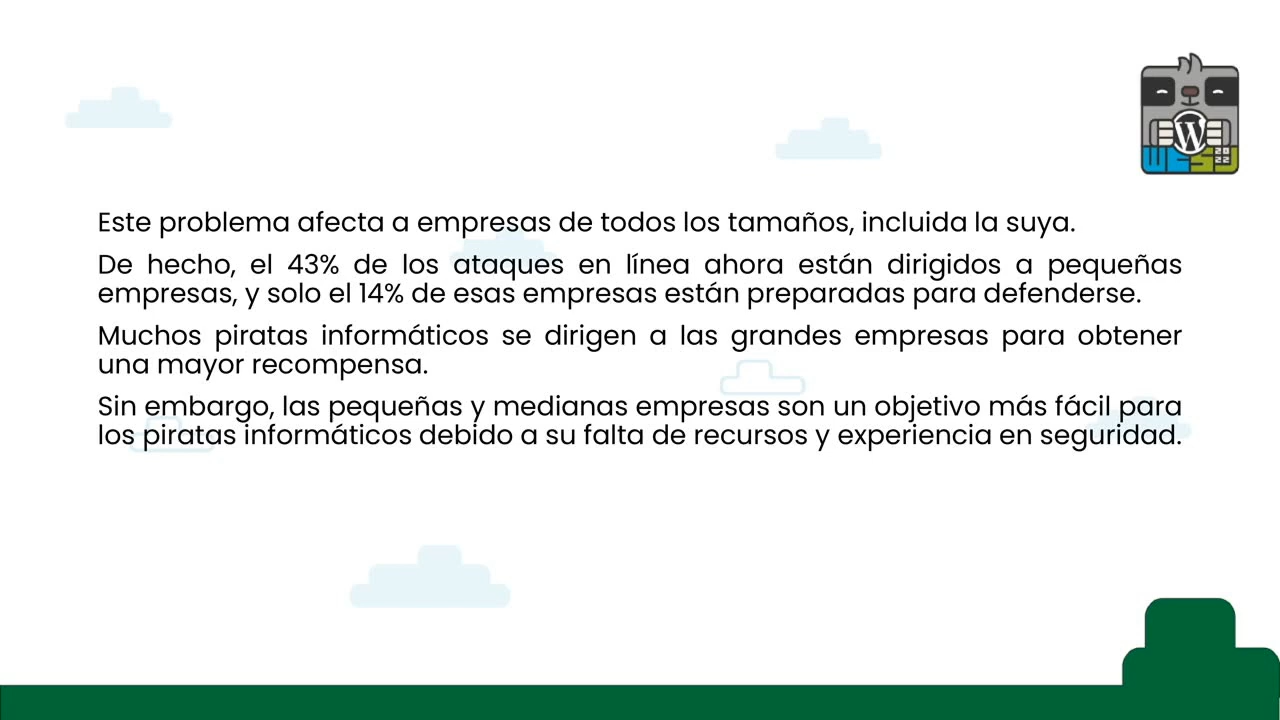 Este problema afecta a empresas de todos los tamaños, incluida la suya.
De hecho, el 43% de los ataques en línea ahora están dirigidos a pequeñas
empresas, y solo el 14% de esas empresas están preparadas para defenderse.
Muchos piratas informáticos se dirigen a las grandes empresas para obtener
una mayor recompensa.
Sin embargo, las pequeñas y medianas empresas son un objetivo más fácil para
los piratas informáticos debido a su falta de recursos y experiencia en seguridad.